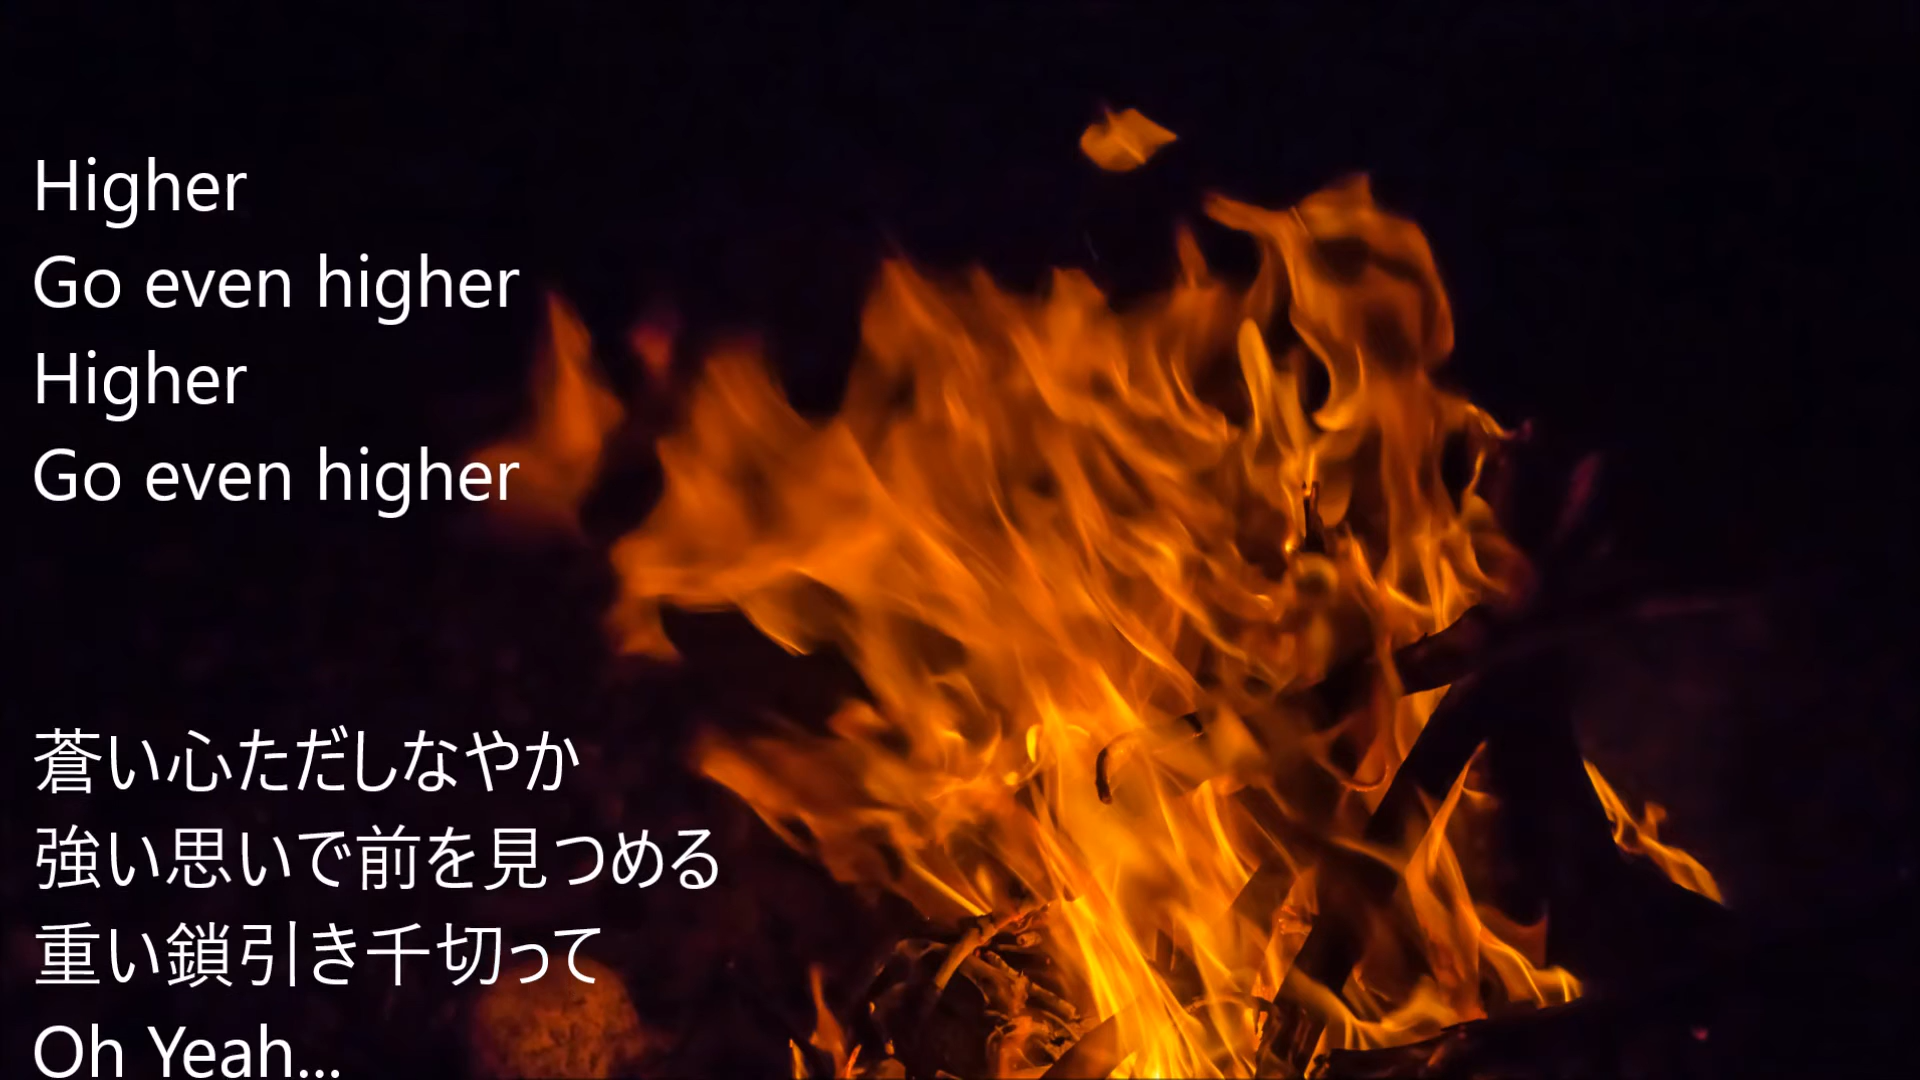 Higher
Go even higher
Higher
Go even higher
蒼い心ただしなやか
強い思いで前を見つめる
重い鎖引き千切って
Oh Yeah...